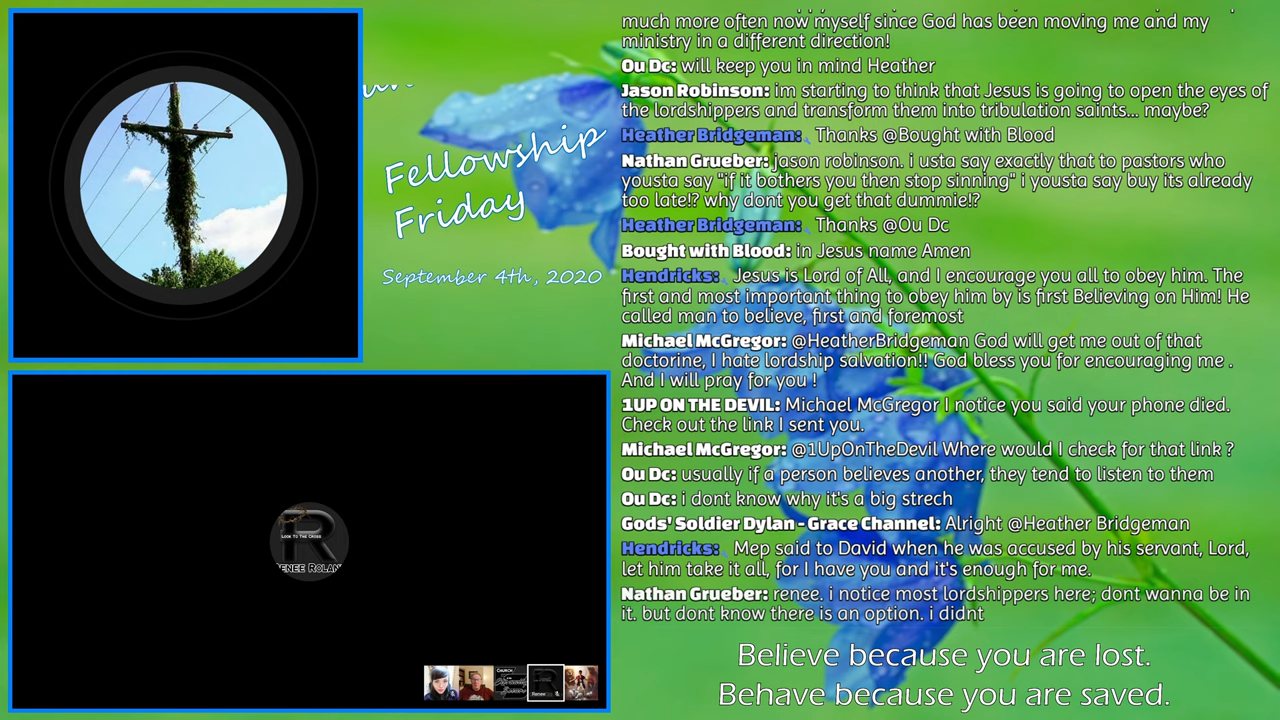 Fellowship
Friday
September 4th, 2020
much more often now myself since God has been moving me and my
ministry in a different direction!
Ou Dc: will keep you in mind Heather
Jason Robinson: im starting to think that Jesus is going to open the eyes of
the lordshippers and transform them into tribulation saints... maybe?
Heather Bridgeman: Thanks @Bought with Blood
Nathan Grueber: jason robinson. i usta say exactly that to pastors who
yousta say "if it bothers you then stop sinning" i yousta say buy its already
too late!? why dont you get that dummie!?
Heather Bridgeman: Thanks @Ou Dc
Bought with Blood: in Jesus name Amen
Hendricks: Jesus is Lord of All, and I encourage you all to obey him. The
first and most important thing to obey him by is first Believing on Him! He
called man to believe, first and foremost
Michael McGregor: @HeatherBridgeman God will get me out of that
doctorine, I hate lordship salvation!! God bless you for encouraging me .
And I will pray for you !
1UP ON THE DEVIL: Michael McGregor I notice you said your phone died.
Check out the link I sent you.
Michael McGregor: @1UpOnTheDevil Where would I check for that link ?
Ou Dc: usually if a person believes another, they tend to listen to them
Ou Dc: i dont know why it's a big strech
Gods' Soldier Dylan - Grace Channel: Alright @Heather Bridgeman
Hendricks: Mep said to David when he was accused by his servant, Lord,
let him take it all, for I have you and it's enough for me.
Nathan Grueber: renee. i notice most lordshippers here; dont wanna be in
it. but dont know there is an option. i didnt
Believe because you are lost.
Behave because you are saved.
R
LOOK TO THE CROSS
RENEE ROLAN